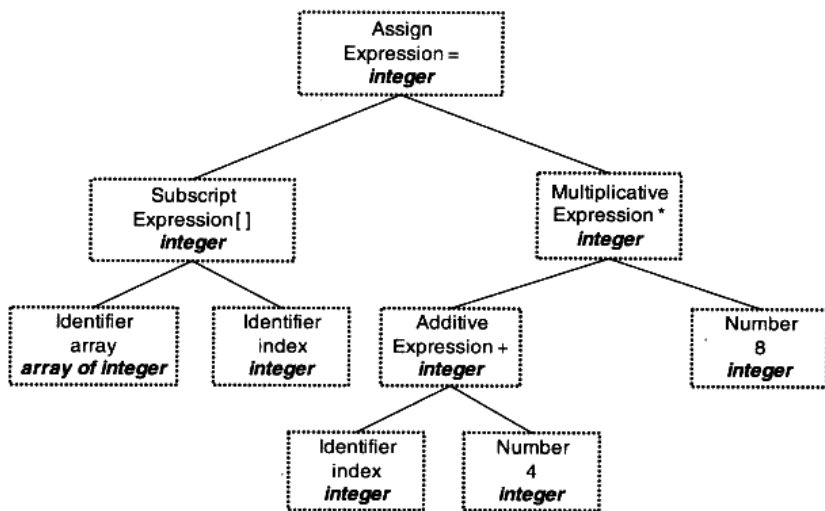 Assign
Expression =
integer
Subscript
Expression [ ]
integer
Multiplicative
Expression *
integer
Identifier
array
array of integer
Identifier
index
integer
Additive
Expression +
integer
Number
8
integer
Identifier
index
integer
Number
4
integer